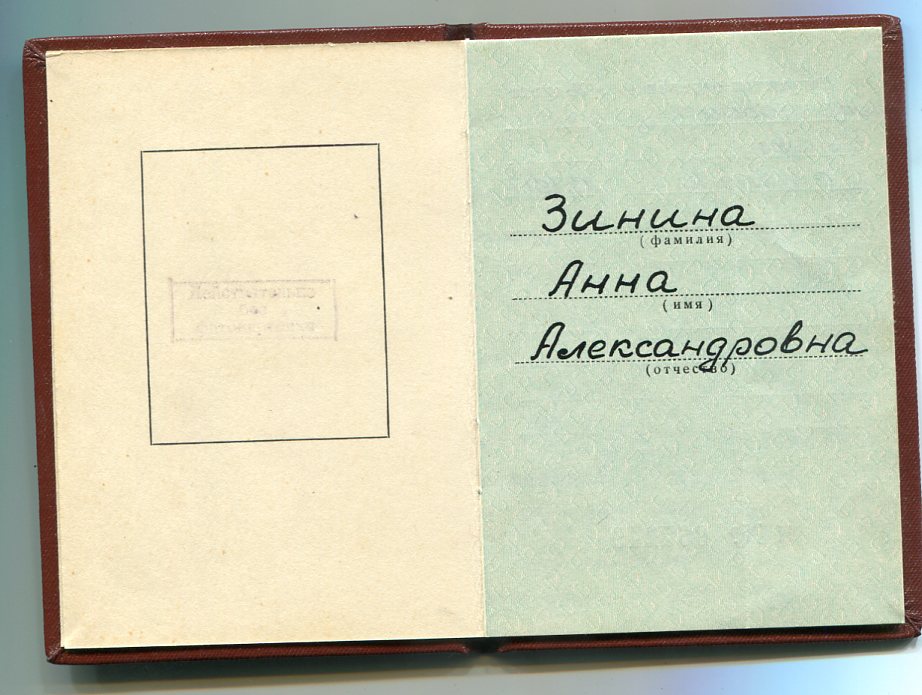 Зинина
(фамилия)
Анна
(имя)
Александровна
(отчество)